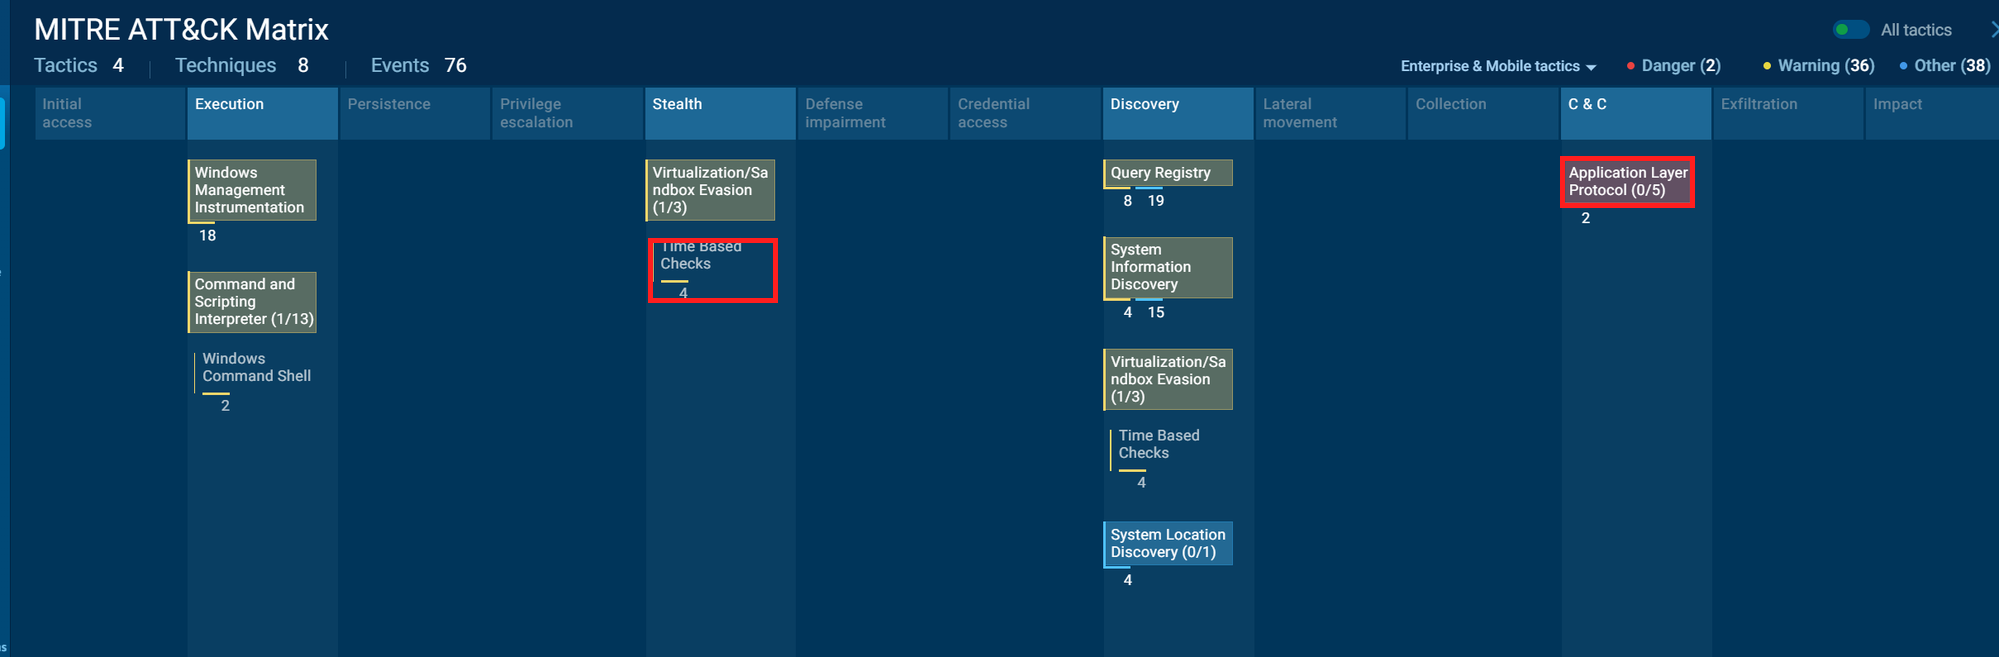 MITRE ATT&CK Matrix
All tactics
Tactics 4 Techniques 8 Events 76
Enterprise & Mobile tactics Danger (2) Warning (36) Other (38)
Initial
access
Execution
Persistence
Privilege
escalation
Stealth
Defense
impairment
Credential
access
Discovery
Lateral
movement
Collection
C & C
Exfiltration
Impact
Windows
Management
Instrumentation
18
Command and
Scripting
Interpreter (1/13)
Windows
Command Shell
2
Virtualization/Sa
ndbox Evasion
(1/3)
Time Based
Checks
4
Query Registry
8 19
System
Information
Discovery
4 15
Virtualization/Sa
ndbox Evasion
(1/3)
Time Based
Checks
4
System Location
Discovery (0/1)
4
Application Layer
Protocol (0/5)
2